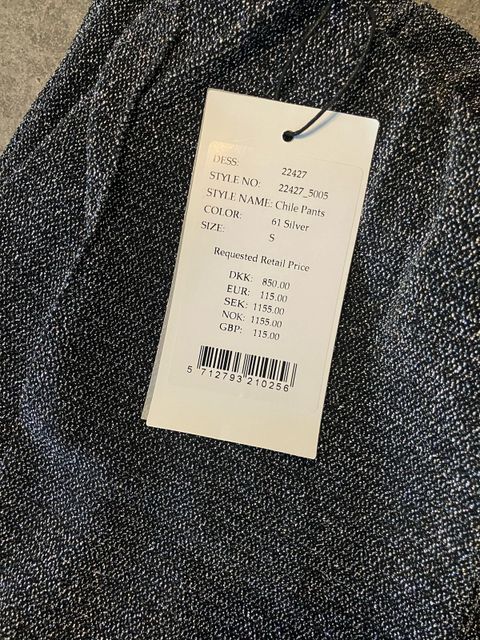 DESS: 22427
STYLE NO: 22427_5005
STYLE NAME: Chile Pants
COLOR: 61 Silver
SIZE: S
Requested Retail Price
DKK: 850.00
EUR: 115.00
SEK: 1155.00
NOK: 1155.00
GBP: 115.00
5 712793 210256